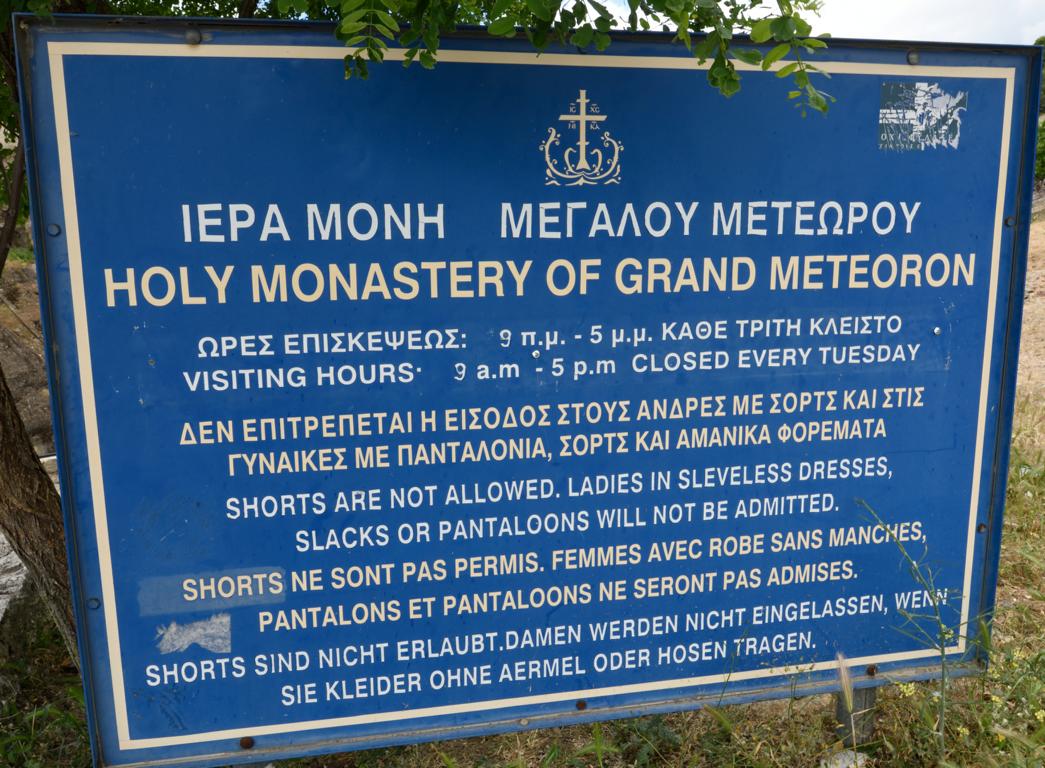 IC XC
NI KA
ΙΕΡΑ ΜΟΝΗ ΜΕΓΑΛΟΥ ΜΕΤΕΩΡΟΥ
HOLY MONASTERY OF GRAND METEORON
ΩΡΕΣ ΕΠΙΣΚΕΨΕΩΣ: 9 π.μ. - 5 μ.μ. ΚΑΘΕ ΤΡΙΤΗ ΚΛΕΙΣΤΟ
VISITING HOURS: 9 a.m - 5 p.m CLOSED EVERY TUESDAY
ΔΕΝ ΕΠΙΤΡΕΠΕΤΑΙ Η ΕΙΣΟΔΟΣ ΣΤΟΥΣ ΑΝΔΡΕΣ ΜΕ ΣΟΡΤΣ ΚΑΙ ΣΤΙΣ
ΓΥΝΑΙΚΕΣ ΜΕ ΠΑΝΤΑΛΟΝΙΑ, ΣΟΡΤΣ ΚΑΙ ΑΜΑΝΙΚΑ ΦΟΡΕΜΑΤΑ
SHORTS ARE NOT ALLOWED. LADIES IN SLEVELESS DRESSES,
SLACKS OR PANTALOONS WILL NOT BE ADMITTED.
SHORTS NE SONT PAS PERMIS. FEMMES AVEC ROBE SANS MANCHES,
PANTALONS ET PANTALOONS NE SERONT PAS ADMISES.
SHORTS SIND NICHT ERLAUBT.DAMEN WERDEN NICHT EINGELASSEN, WENN
SIE KLEIDER OHNE AERMEL ODER HOSEN TRAGEN.